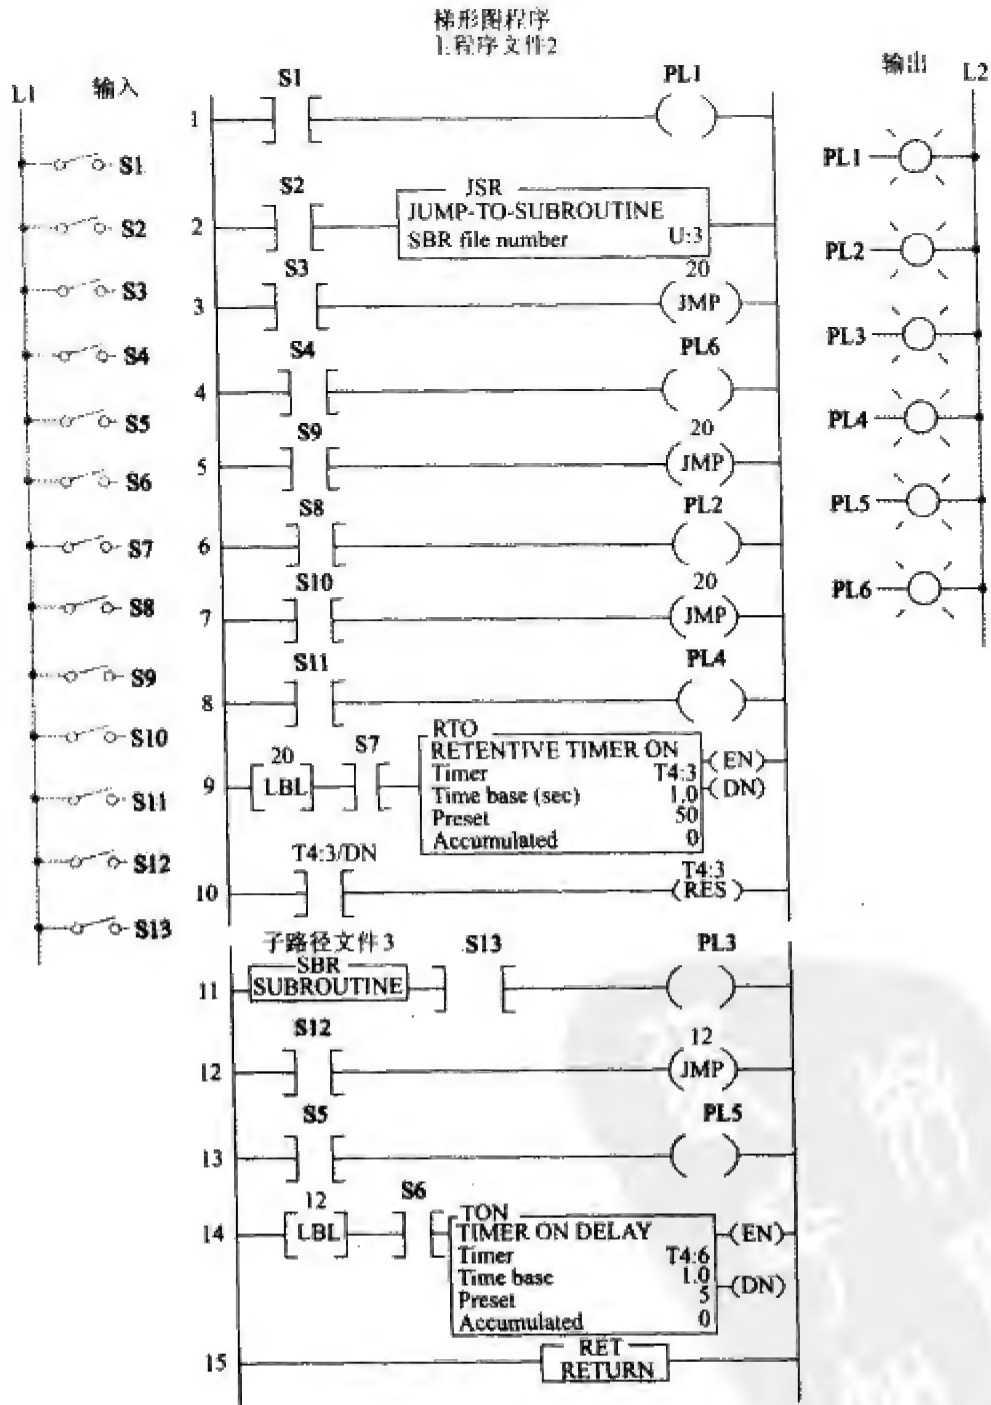 梯形图程序
1.程序文件2
L1
输入
输出
L2
S1
S2
S3
S4
S5
S6
S7
S8
S9
S10
S11
S12
S13
1
S1
PL1
2
S2
JSR
JUMP-TO-SUBROUTINE
SBR file number U:3
3
S3
20
JMP
4
S4
PL6
5
S9
20
JMP
6
S8
PL2
7
S10
20
JMP
8
S11
PL4
9
20
LBL
S7
RTO
RETENTIVE TIMER ON
Timer T4:3
Time base (sec) 1.0
Preset 50
Accumulated 0
(EN)
(DN)
10
T4:3/DN
T4:3
(RES)
子路径文件3
11
SBR
SUBROUTINE
S13
PL3
12
S12
12
JMP
13
S5
PL5
14
12
LBL
S6
TON
TIMER ON DELAY
Timer T4:6
Time base 1.0
Preset 5
Accumulated 0
(EN)
(DN)
15
RET
RETURN
PL1
PL2
PL3
PL4
PL5
PL6